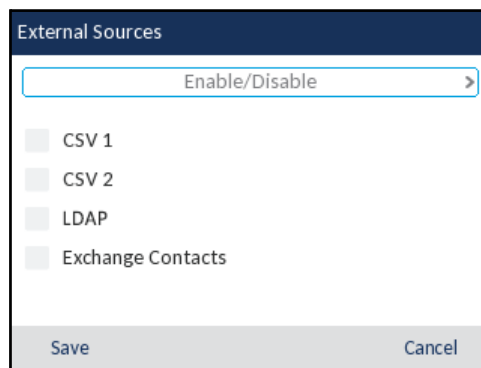 External Sources
Enable/Disable >
CSV 1
CSV 2
LDAP
Exchange Contacts
Save Cancel